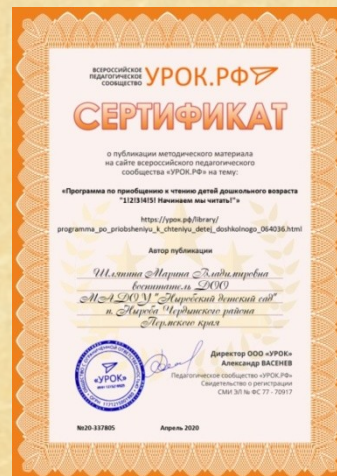 ВСЕРОССИЙСКОЕ
ПЕДАГОГИЧЕСКОЕ
СООБЩЕСТВО
УРОК.РФ
СЕРТИФИКАТ
о публикации методического материала
на сайте всероссийского педагогического
сообщества «УРОК.РФ» на тему:
«Программа по приобщению к чтению детей дошкольного возраста
"1!2!3!4!5! Начинаем мы читать!"»
https://урок.рф/library/
programma_po_priobsheniyu_k_chteniyu_detej_doshkolnogo_064036.html
Автор публикации
Марина Владимировна
воспитатель ДОО
МАДОУ "Ныробский детский сад"
п. Ныроба Чердынского района
Пермского края
Директор ООО «УРОК»
Александр ВАСЕНЕВ
Педагогическое сообщество «УРОК.РФ»
Свидетельство о регистрации
СМИ ЭЛ № ФС 77 - 70917
«УРОК»
№20-337805 Апрель 2020